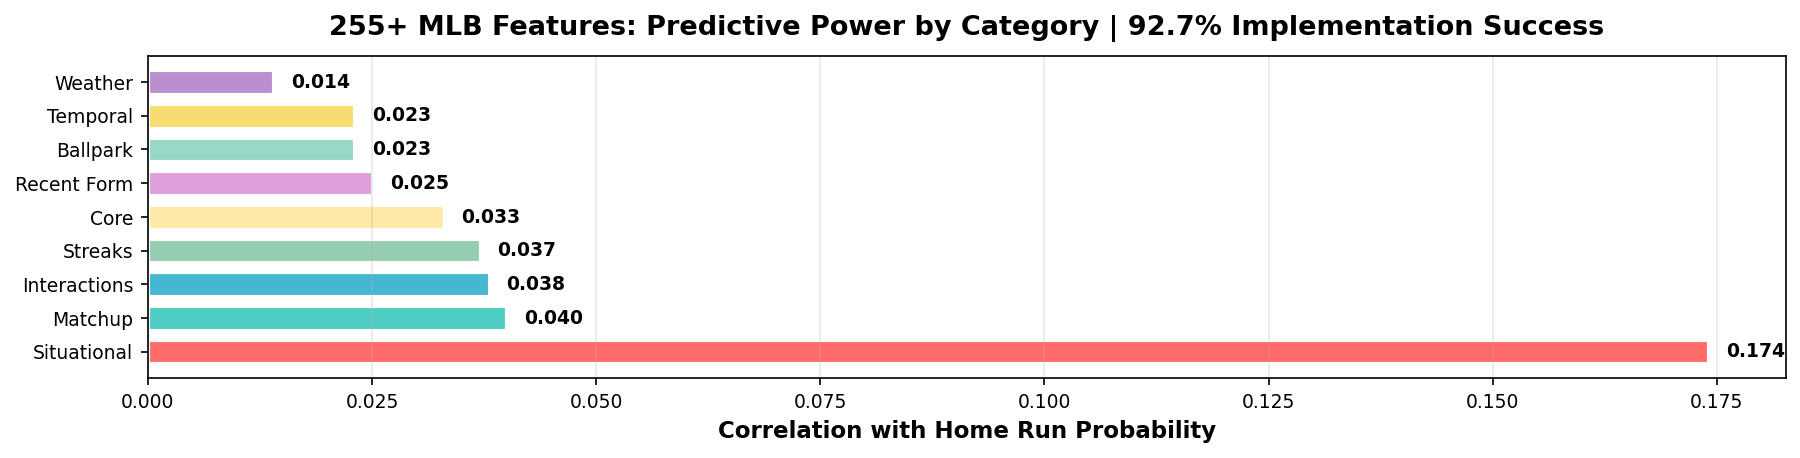 255+ MLB Features: Predictive Power by Category | 92.7% Implementation Success
Weather 0.014
Temporal 0.023
Ballpark 0.023
Recent Form 0.025
Core 0.033
Streaks 0.037
Interactions 0.038
Matchup 0.040
Situational 0.174
0.000 0.025 0.050 0.075 0.100 0.125 0.150 0.175
Correlation with Home Run Probability